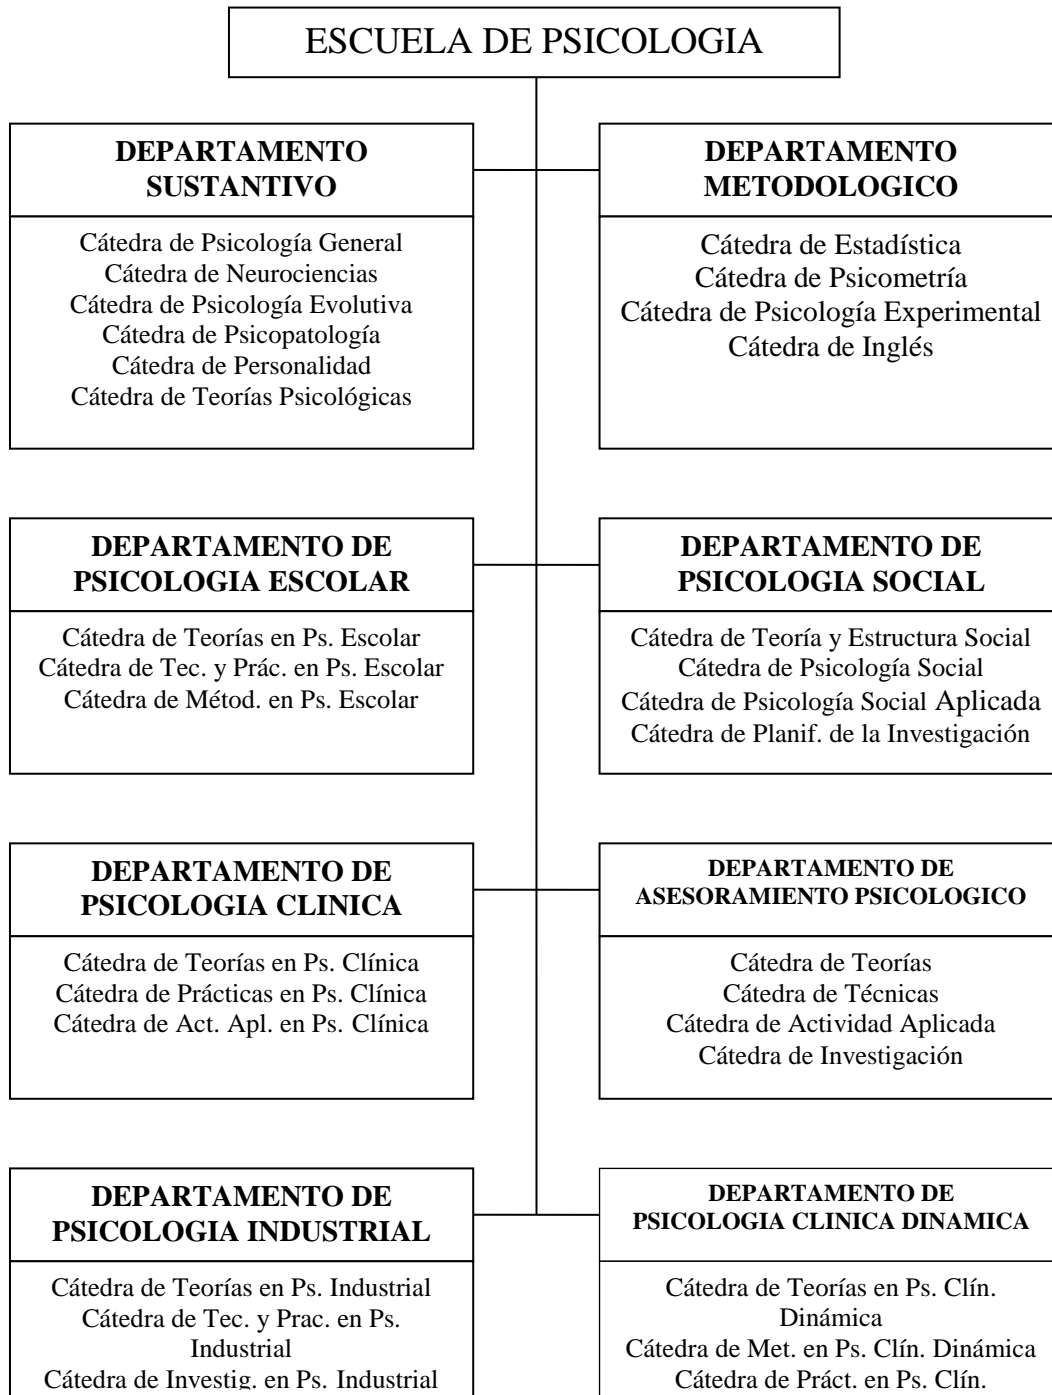 ESCUELA DE PSICOLOGIA
DEPARTAMENTO
SUSTANTIVO
Cátedra de Psicología General
Cátedra de Neurociencias
Cátedra de Psicología Evolutiva
Cátedra de Psicopatología
Cátedra de Personalidad
Cátedra de Teorías Psicológicas
DEPARTAMENTO
METODOLOGICO
Cátedra de Estadística
Cátedra de Psicometría
Cátedra de Psicología Experimental
Cátedra de Inglés
DEPARTAMENTO DE
PSICOLOGIA ESCOLAR
Cátedra de Teorías en Ps. Escolar
Cátedra de Tec. y Prác. en Ps. Escolar
Cátedra de Métod. en Ps. Escolar
DEPARTAMENTO DE
PSICOLOGIA SOCIAL
Cátedra de Teoría y Estructura Social
Cátedra de Psicología Social
Cátedra de Psicología Social Aplicada
Cátedra de Planif. de la Investigación
DEPARTAMENTO DE
PSICOLOGIA CLINICA
Cátedra de Teorías en Ps. Clínica
Cátedra de Prácticas en Ps. Clínica
Cátedra de Act. Apl. en Ps. Clínica
DEPARTAMENTO DE
ASESORAMIENTO PSICOLOGICO
Cátedra de Teorías
Cátedra de Técnicas
Cátedra de Actividad Aplicada
Cátedra de Investigación
DEPARTAMENTO DE
PSICOLOGIA INDUSTRIAL
Cátedra de Teorías en Ps. Industrial
Cátedra de Tec. y Prac. en Ps.
Industrial
Cátedra de Investig. en Ps. Industrial
DEPARTAMENTO DE
PSICOLOGIA CLINICA DINAMICA
Cátedra de Teorías en Ps. Clín.
Dinámica
Cátedra de Met. en Ps. Clín. Dinámica
Cátedra de Práct. en Ps. Clín.